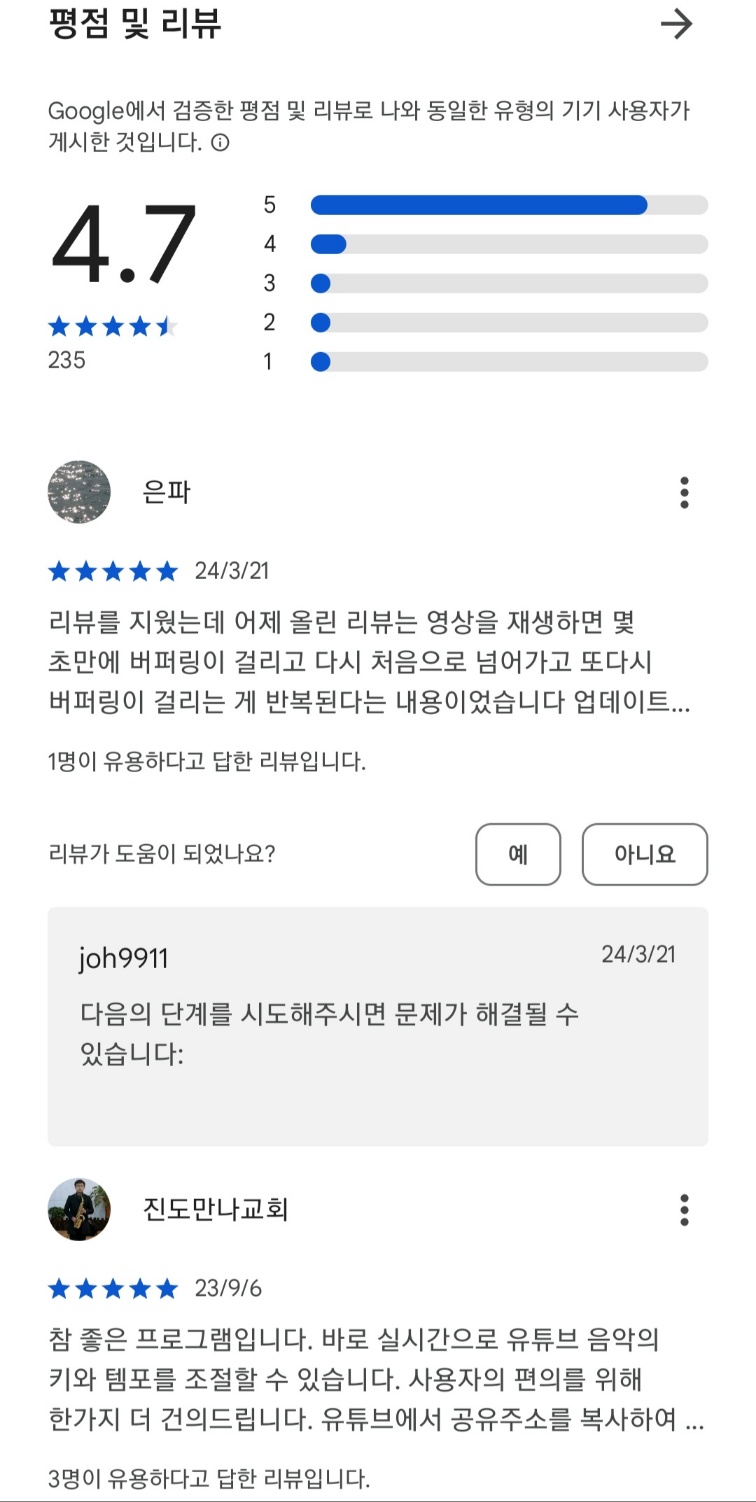 평점 및 리뷰
Google에서 검증한 평점 및 리뷰로 나와 동일한 유형의 기기 사용자가
게시한 것입니다.
4.7
235
5
4
3
2
1
은파
24/3/21
리뷰를 지웠는데 어제 올린 리뷰는 영상을 재생하면 몇
초만에 버퍼링이 걸리고 다시 처음으로 넘어가고 또다시
버퍼링이 걸리는 게 반복된다는 내용이었습니다 업데이트...
1명이 유용하다고 답한 리뷰입니다.
리뷰가 도움이 되었나요?
예
아니요
joh9911
24/3/21
다음의 단계를 시도해주시면 문제가 해결될 수
있습니다:
진도만나교회
23/9/6
참 좋은 프로그램입니다. 바로 실시간으로 유튜브 음악의
키와 템포를 조절할 수 있습니다. 사용자의 편의를 위해
한가지 더 건의드립니다. 유튜브에서 공유주소를 복사하여 ...
3명이 유용하다고 답한 리뷰입니다.